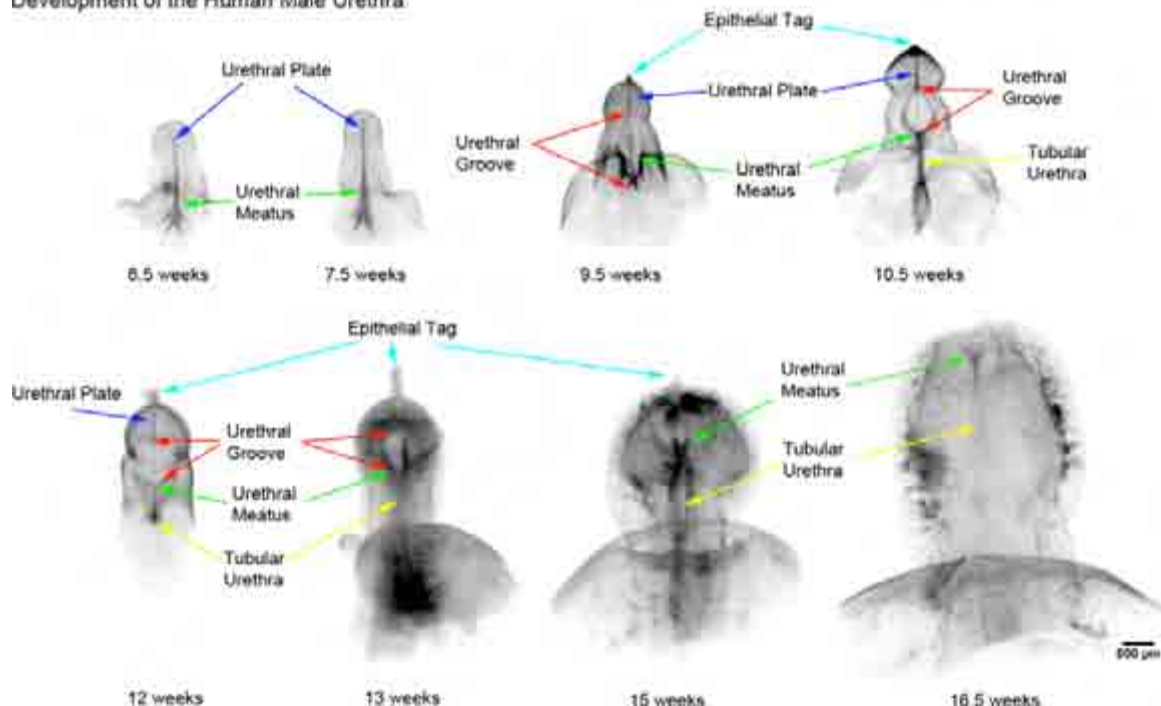 Development of the Human Male Urethra
Epithelial Tag
Urethral Plate
Urethral Plate
Urethral
Groove
Urethral
Groove
Urethral
Meatus
Urethral
Meatus
Tubular
Urethra
6.5 weeks
7.5 weeks
9.5 weeks
10.5 weeks
Epithelial Tag
Urethral Plate
Urethral
Groove
Urethral
Meatus
Tubular
Urethra
Urethral
Meatus
Tubular
Urethra
500 µm
12 weeks
13 weeks
15 weeks
16.5 weeks